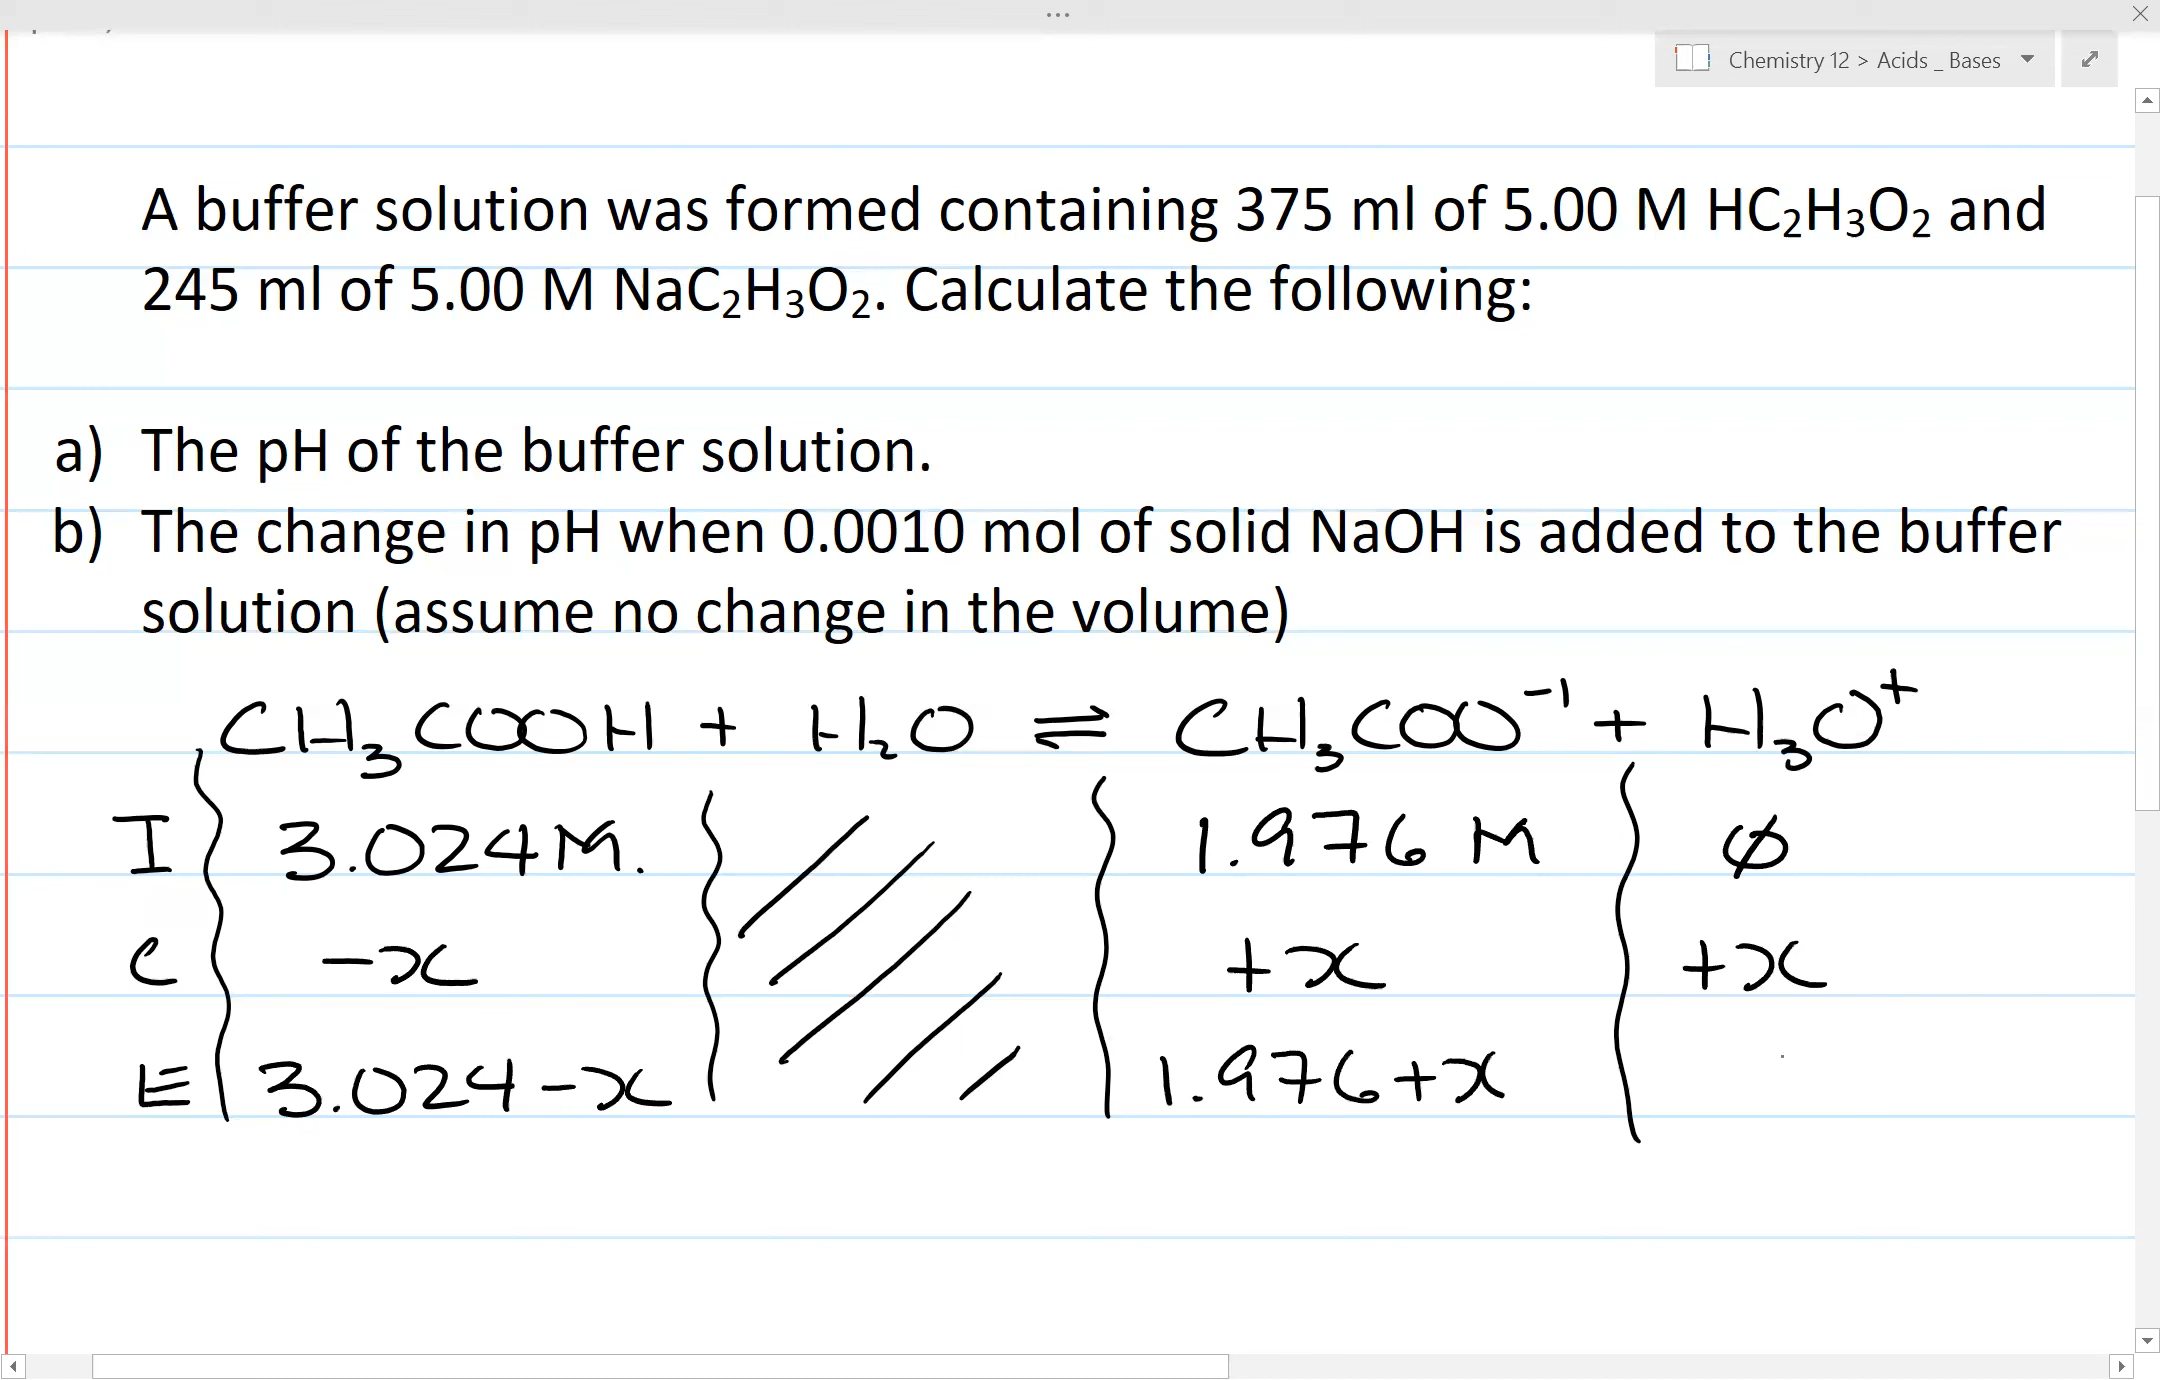 Chemistry 12 > Acids _ Bases
A buffer solution was formed containing 375 ml of 5.00 M HC₂H₃O₂ and
245 ml of 5.00 M NaC₂H₃O₂. Calculate the following:
a) The pH of the buffer solution.
b) The change in pH when 0.0010 mol of solid NaOH is added to the buffer
solution (assume no change in the volume)
CH₃COOH + H₂O ⇌ CH₃COO⁻¹ + H₃O⁺
I 3.024 M. 1.976 M ∅
C -x +x +x
E 3.024-x 1.976+x